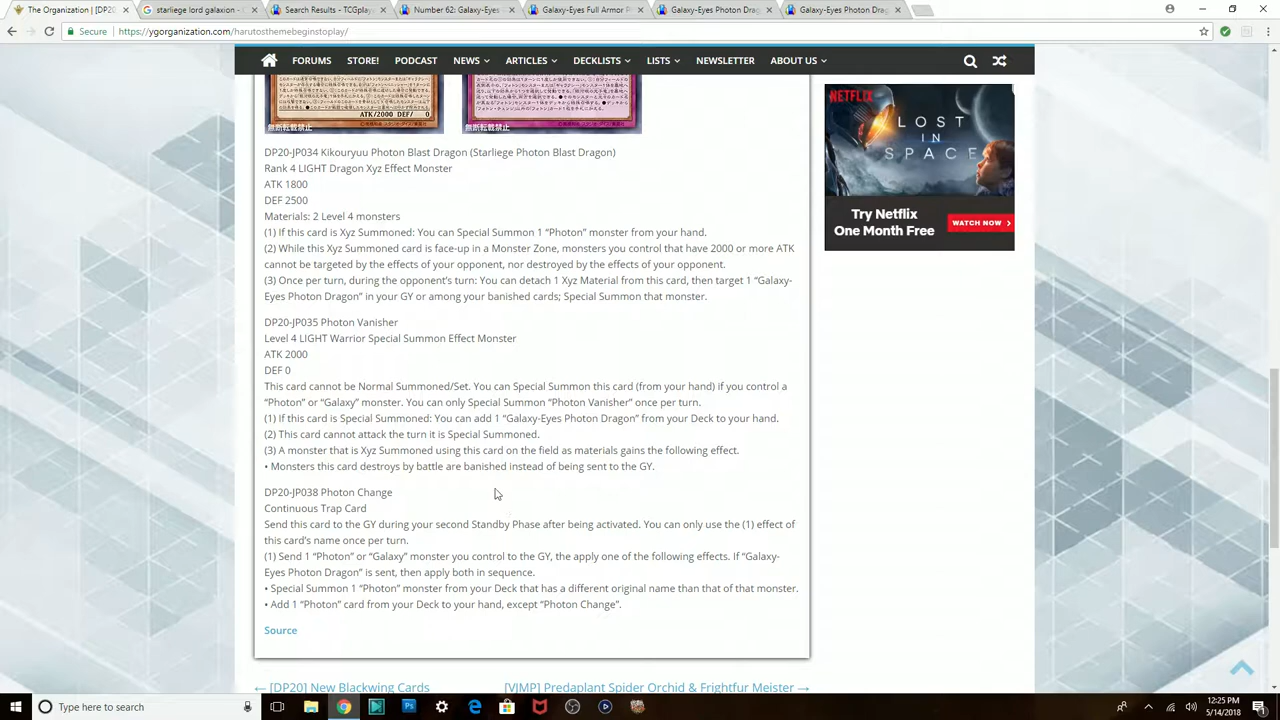 The Organization | [DP20
starliege lord galaxion - C
Search Results - TCGplaye
Number 62: Galaxy-Eyes
Galaxy-Eyes Full Armor P
Galaxy-Eyes Photon Drag
Galaxy-Eyes Photon Drag
Secure | https://ygorganization.com/harutosthemebeginstoplay/
FORUMS STORE! PODCAST NEWS ARTICLES DECKLISTS LISTS NEWSLETTER ABOUT US
ATK/2000 DEF/ 0
無断転載禁止
無断転載禁止
DP20-JP034 Kikouryuu Photon Blast Dragon (Starliege Photon Blast Dragon)
Rank 4 LIGHT Dragon Xyz Effect Monster
ATK 1800
DEF 2500
Materials: 2 Level 4 monsters
(1) If this card is Xyz Summoned: You can Special Summon 1 “Photon” monster from your hand.
(2) While this Xyz Summoned card is face-up in a Monster Zone, monsters you control that have 2000 or more ATK
cannot be targeted by the effects of your opponent, nor destroyed by the effects of your opponent.
(3) Once per turn, during the opponent’s turn: You can detach 1 Xyz Material from this card, then target 1 “Galaxy-
Eyes Photon Dragon” in your GY or among your banished cards; Special Summon that monster.
DP20-JP035 Photon Vanisher
Level 4 LIGHT Warrior Special Summon Effect Monster
ATK 2000
DEF 0
This card cannot be Normal Summoned/Set. You can Special Summon this card (from your hand) if you control a
“Photon” or “Galaxy” monster. You can only Special Summon “Photon Vanisher” once per turn.
(1) If this card is Special Summoned: You can add 1 “Galaxy-Eyes Photon Dragon” from your Deck to your hand.
(2) This card cannot attack the turn it is Special Summoned.
(3) A monster that is Xyz Summoned using this card on the field as materials gains the following effect.
• Monsters this card destroys by battle are banished instead of being sent to the GY.
DP20-JP038 Photon Change
Continuous Trap Card
Send this card to the GY during your second Standby Phase after being activated. You can only use the (1) effect of
this card’s name once per turn.
(1) Send 1 “Photon” or “Galaxy” monster you control to the GY, the apply one of the following effects. If “Galaxy-
Eyes Photon Dragon” is sent, then apply both in sequence.
• Special Summon 1 “Photon” monster from your Deck that has a different original name than that of that monster.
• Add 1 “Photon” card from your Deck to your hand, except “Photon Change”.
Source
← [DP20] New Blackwing Cards
[VJMP] Predaplant Spider Orchid & Frightfur Meister →
NETFLIX
LOST
IN
SPACE
Try Netflix
One Month Free
WATCH NOW
Type here to search
12:25 PM
5/14/2018